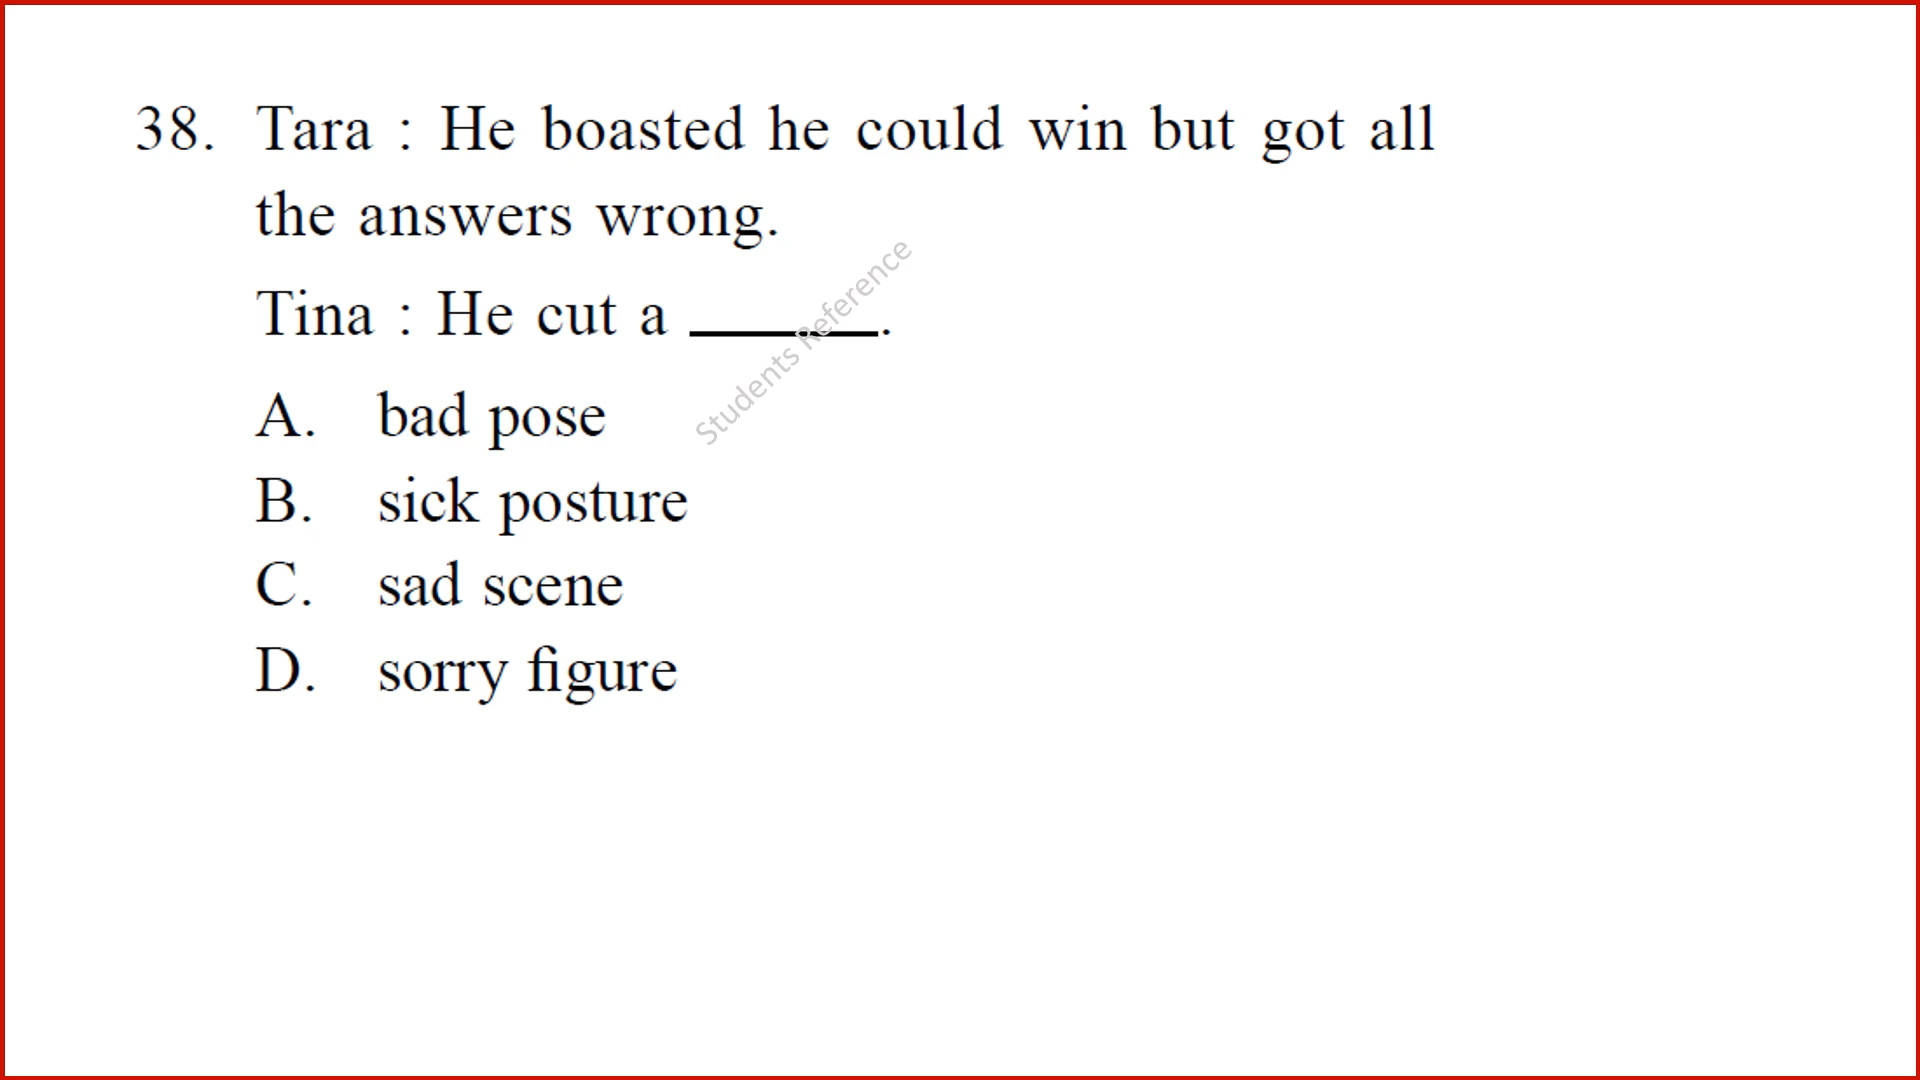 38. Tara : He boasted he could win but got all
the answers wrong.
Tina : He cut a ______.
Students Reference
A. bad pose
B. sick posture
C. sad scene
D. sorry figure